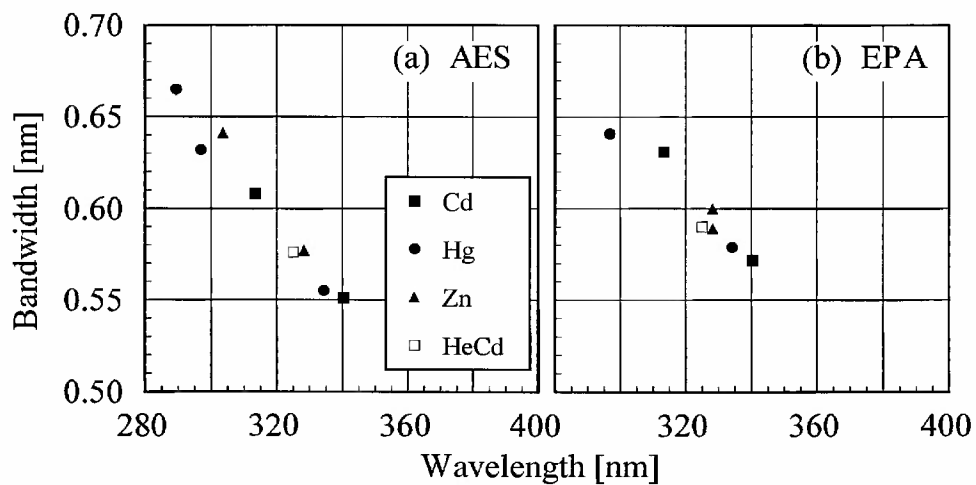 0.70
(a) AES
(b) EPA
0.65
0.60
0.55
0.50
Bandwidth [nm]
Cd
Hg
Zn
HeCd
280
320
360
400
320
360
400
Wavelength [nm]